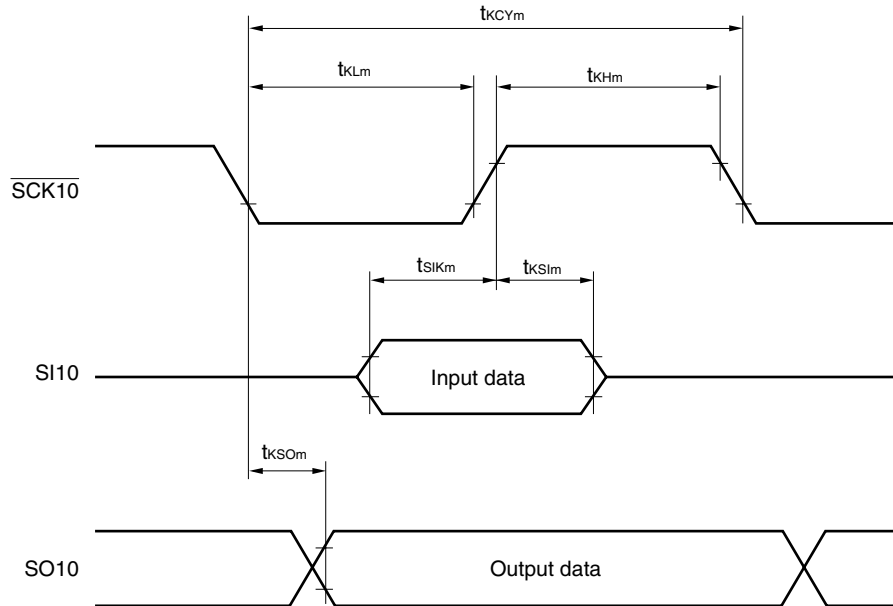 tKCYm
tKLm
tKHm
SCK10
tSIKm
tKSIm
SI10
Input data
tKSOm
SO10
Output data